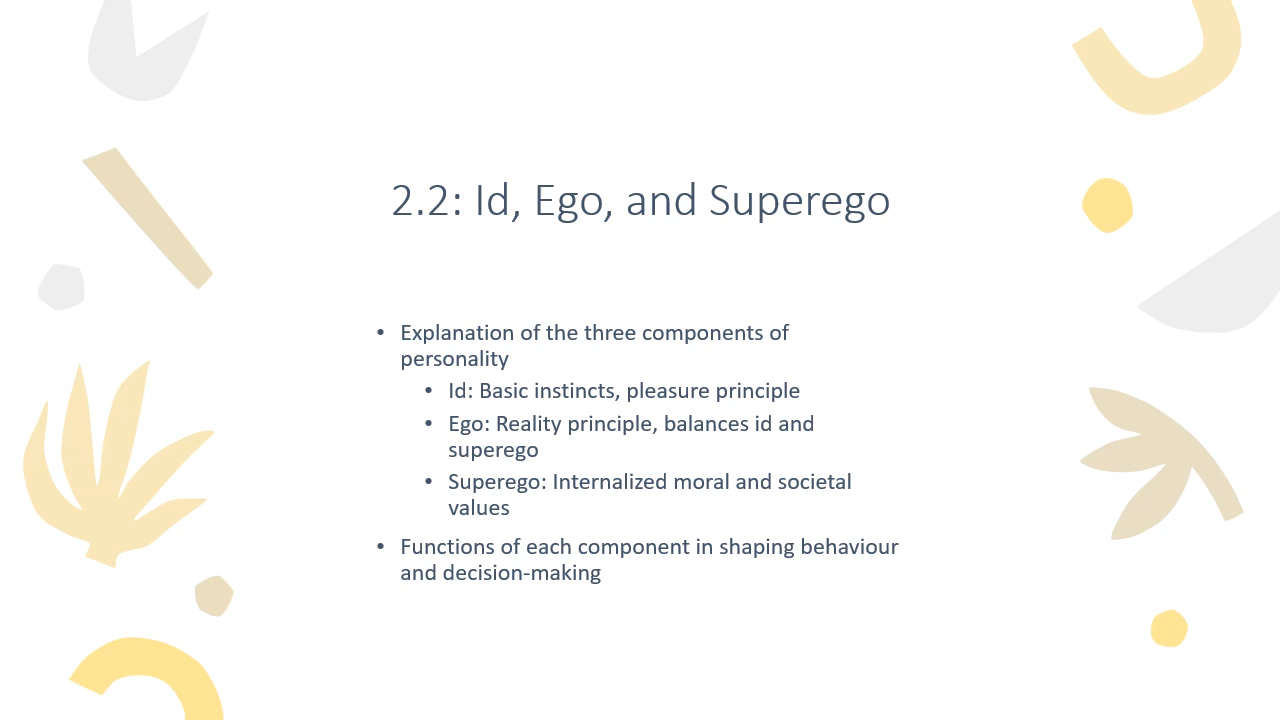 2.2: Id, Ego, and Superego
• Explanation of the three components of
personality
• Id: Basic instincts, pleasure principle
• Ego: Reality principle, balances id and
superego
• Superego: Internalized moral and societal
values
• Functions of each component in shaping behaviour
and decision-making